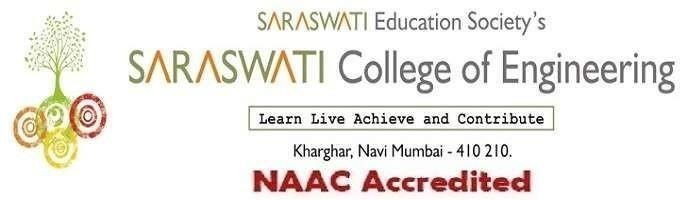 SARASWATI Education Society's
SARASWATI College of Engineering
Learn Live Achieve and Contribute
Kharghar, Navi Mumbai - 410 210.
NAAC Accredited